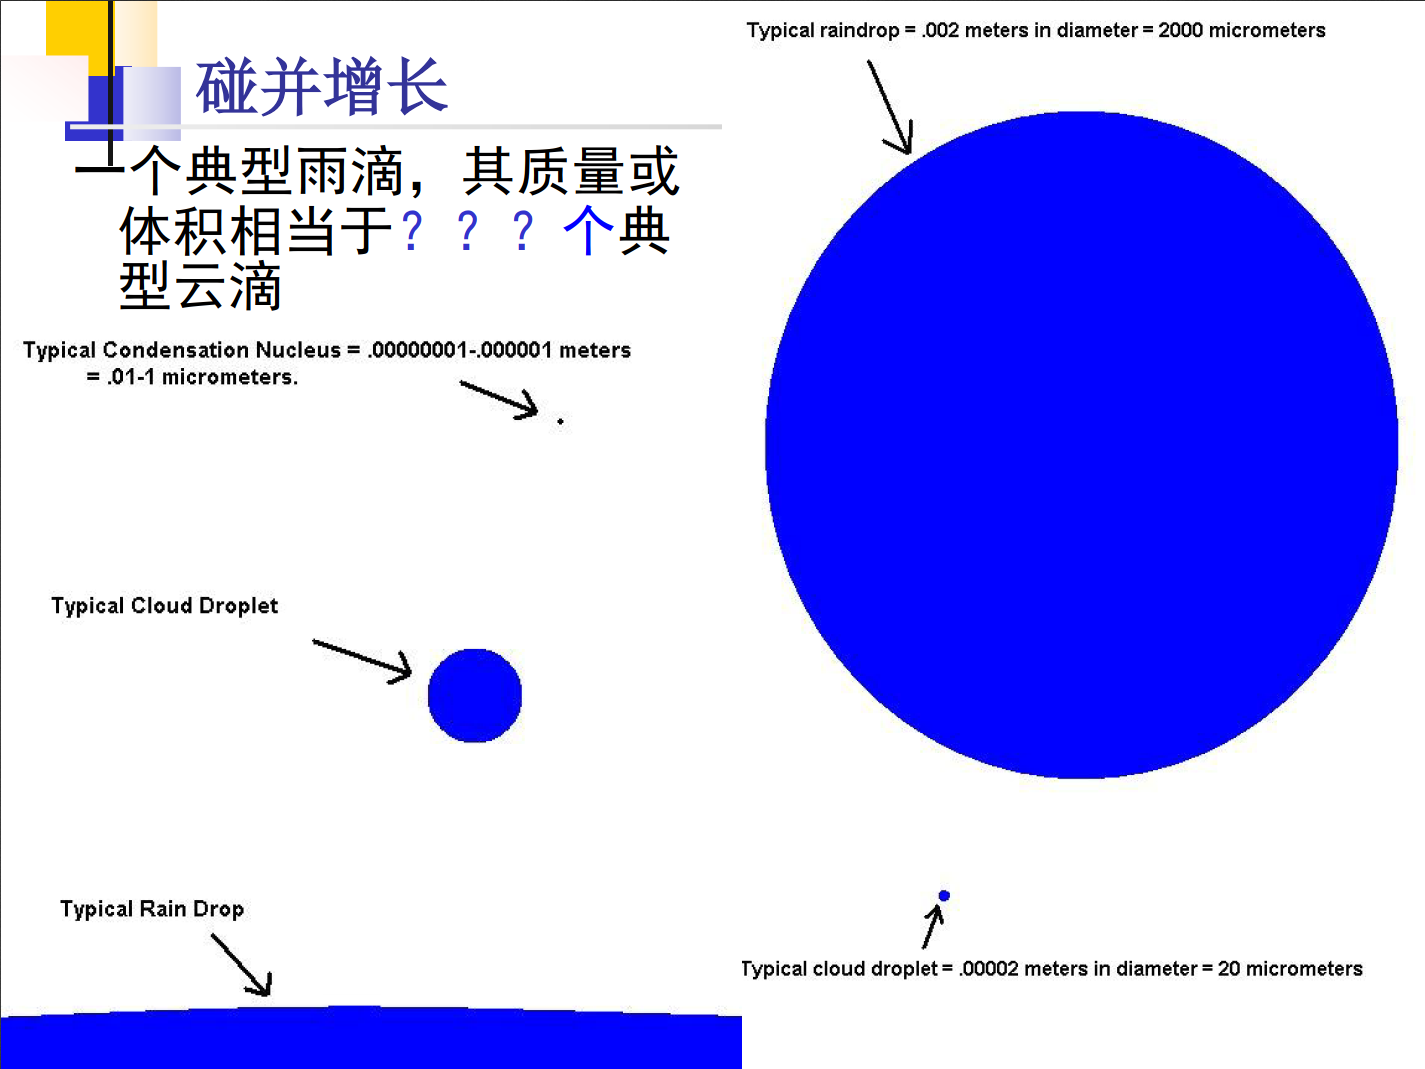 碰并增长
一个典型雨滴，其质量或
体积相当于？？？个典
型云滴
Typical Condensation Nucleus = .00000001-.000001 meters
= .01-1 micrometers.
Typical Cloud Droplet
Typical Rain Drop
Typical raindrop = .002 meters in diameter = 2000 micrometers
Typical cloud droplet = .00002 meters in diameter = 20 micrometers